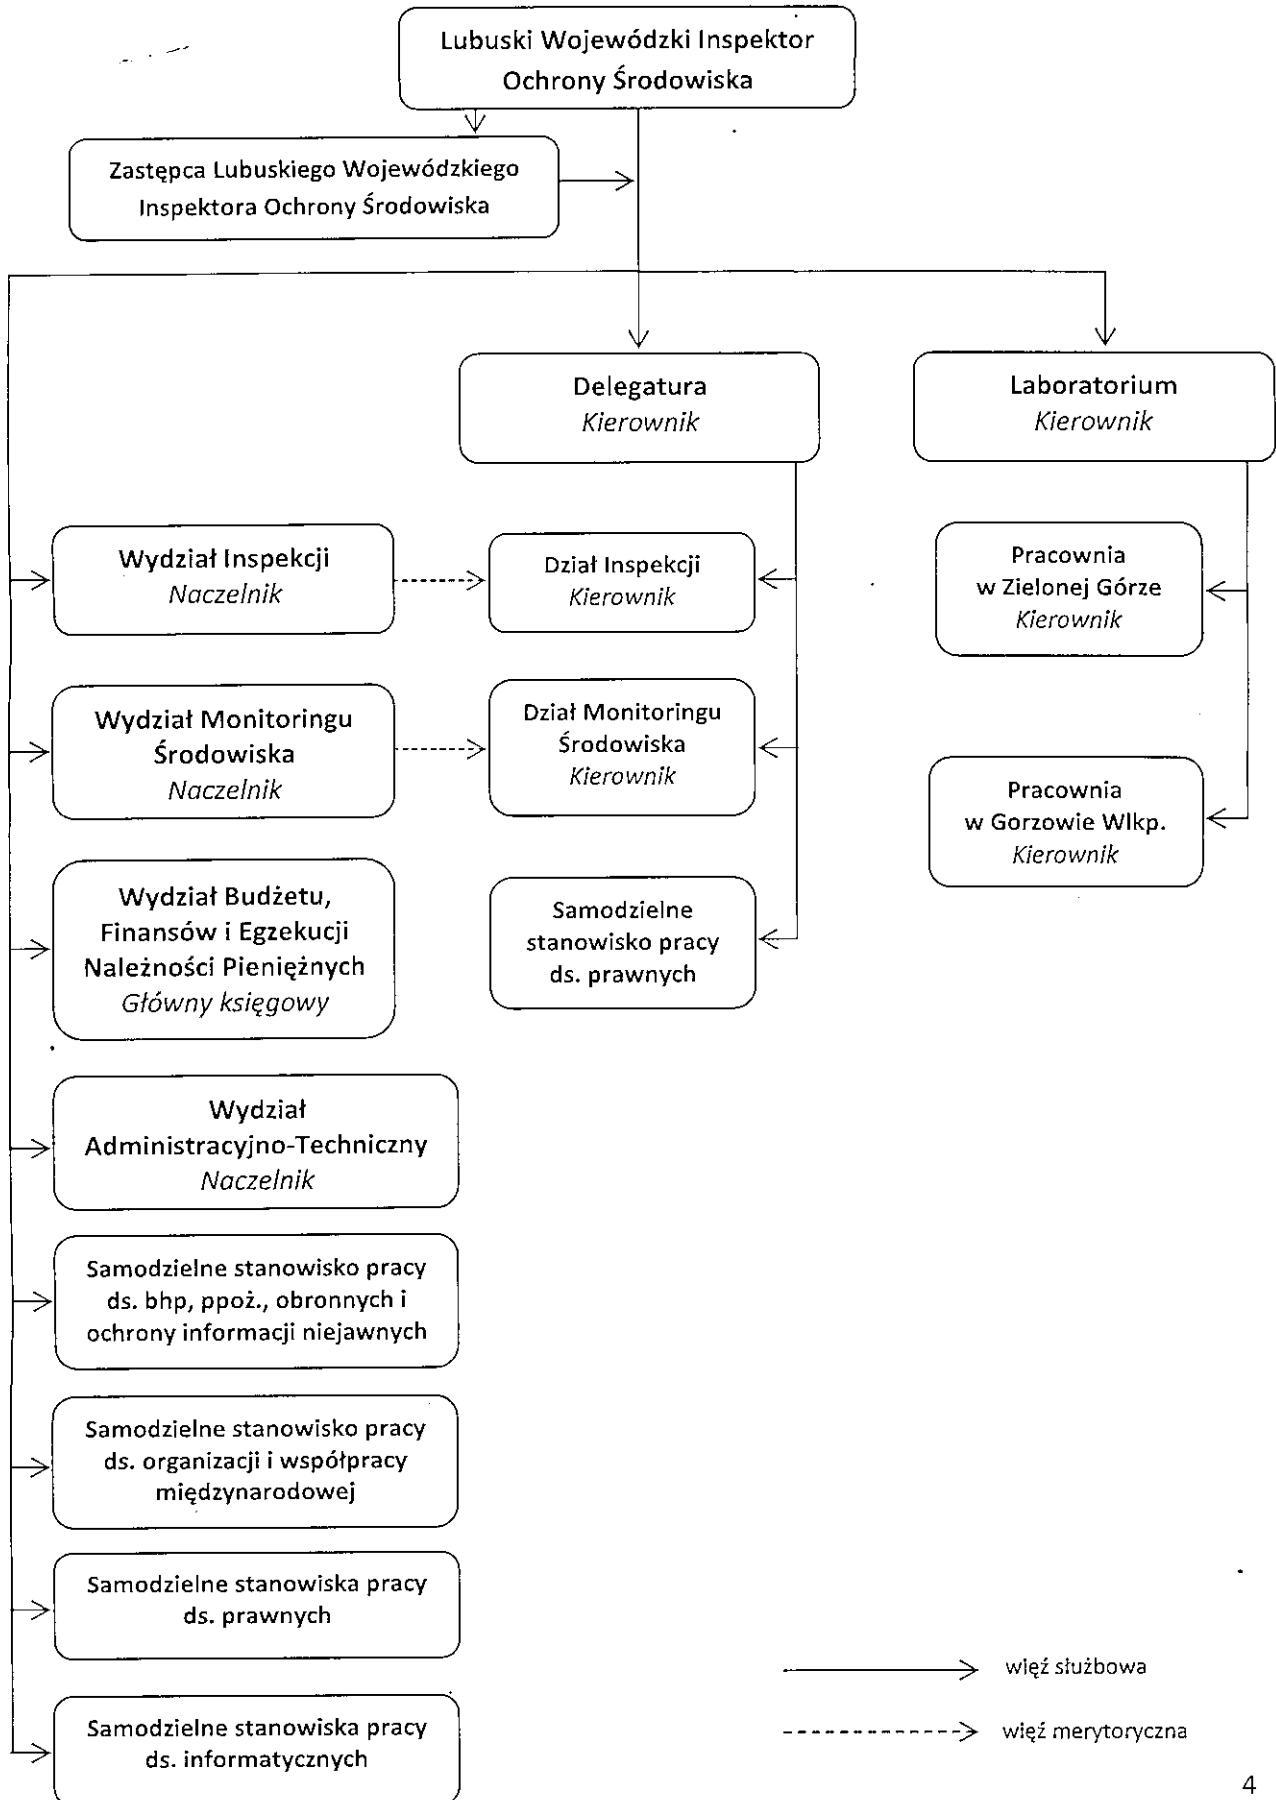 Lubuski Wojewódzki Inspektor
Ochrony Środowiska
Zastępca Lubuskiego Wojewódzkiego
Inspektora Ochrony Środowiska
Delegatura
Kierownik
Laboratorium
Kierownik
Wydział Inspekcji
Naczelnik
Dział Inspekcji
Kierownik
Pracownia
w Zielonej Górze
Kierownik
Wydział Monitoringu
Środowiska
Naczelnik
Dział Monitoringu
Środowiska
Kierownik
Pracownia
w Gorzowie Wlkp.
Kierownik
Wydział Budżetu,
Finansów i Egzekucji
Należności Pieniężnych
Główny księgowy
Samodzielne
stanowisko pracy
ds. prawnych
Wydział
Administracyjno-Techniczny
Naczelnik
Samodzielne stanowisko pracy
ds. bhp, ppoż., obronnych i
ochrony informacji niejawnych
Samodzielne stanowisko pracy
ds. organizacji i współpracy
międzynarodowej
Samodzielne stanowiska pracy
ds. prawnych
Samodzielne stanowiska pracy
ds. informatycznych
więź służbowa
więź merytoryczna
4